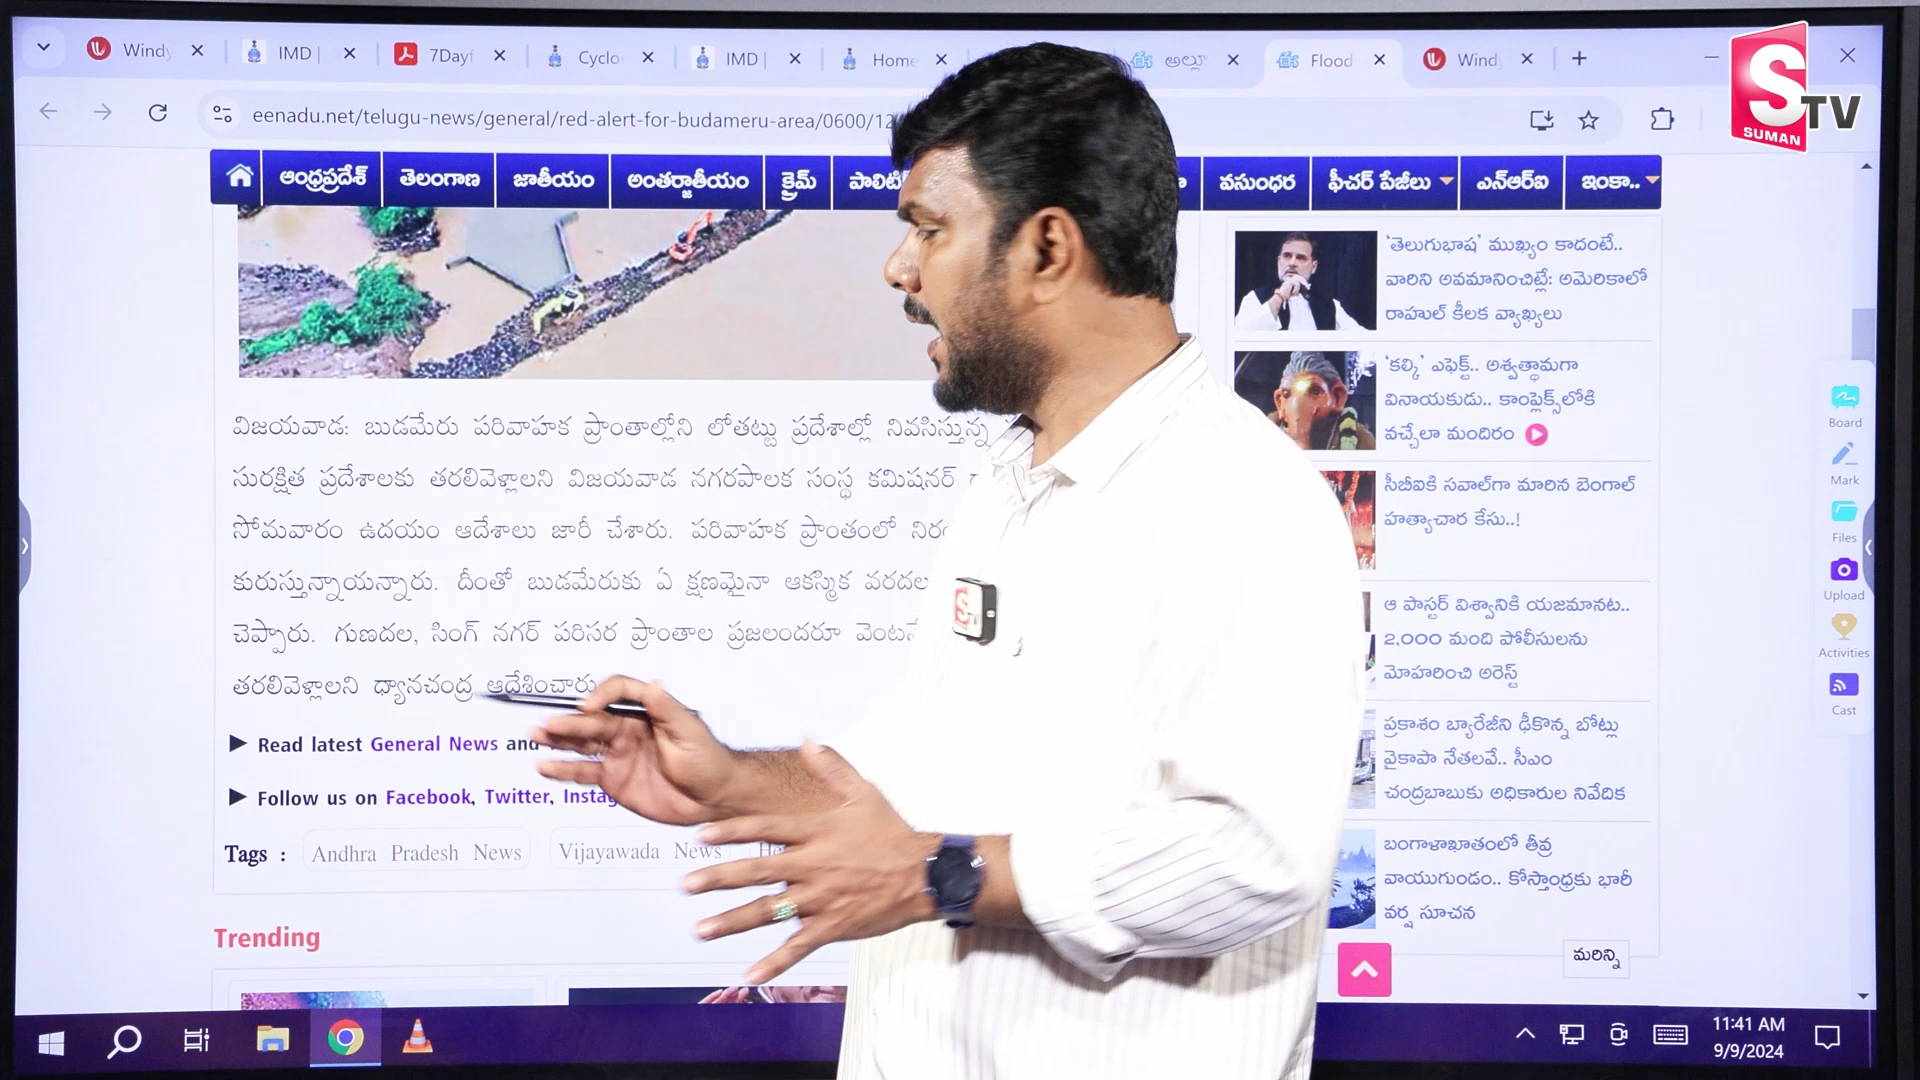 Windy
IMD |
7Dayf
Cyclo
IMD |
Home
అల్లూ
Flood
Windy
S
TV
SUMAN
eenadu.net/telugu-news/general/red-alert-for-budameru-area/0600/12
ఆంధ్రప్రదేశ్ తెలంగాణ జాతీయం అంతర్జాతీయం క్రైమ్ వసుంధర ఫీచర్ పేజీలు ఎన్ఆర్ఐ ఇంకా..
విజయవాడ: బుడమేరు పరివాహక ప్రాంతాల్లోని లోతట్టు ప్రదేశాల్లో నివసిస్తున్న
సురక్షిత ప్రదేశాలకు తరలివెళ్లాలని విజయవాడ నగరపాలక సంస్థ కమిషనర్
సోమవారం ఉదయం ఆదేశాలు జారీ చేశారు. పరివాహక ప్రాంతంలో
కురుస్తున్నాయన్నారు. దీంతో బుడమేరుకు ఏ క్షణమైనా ఆకస్మిక
చెప్పారు. గుణదల, సింగ్ నగర్ పరిసర ప్రాంతాల ప్రజలందరూ
తరలివెళ్లాలని ధ్యానచంద్ర ఆదేశించారు
Read latest General News and
Follow us on Facebook, Twitter,
Tags : Andhra Pradesh News Vijayawada News
Trending
'తెలుగుభాష' ముఖ్యం కాదంటే..
వారిని అవమానించిట్లే: అమెరికాలో
రాహుల్ కీలక వ్యాఖ్యలు
'కల్కి' ఎఫెక్ట్.. అశ్వత్థామగా
వినాయకుడు.. కాంప్లెక్స్‌లోకి
వచ్చేలా మందిరం
సీబీఐకి సవాల్‌గా మారిన బెంగాల్
హత్యాచార కేసు..!
ఆ పాస్టర్ విశ్వానికి యజమానట..
2,000 మంది పోలీసులను
మోహరించి అరెస్ట్
ప్రకాశం బ్యారేజీని ఢీకొన్న బోట్లు
వైకాపా నేతలవే.. సీఎం
చంద్రబాబుకు అధికారుల నివేదిక
బంగాళాఖాతంలో తీవ్ర
వాయుగుండం.. కోస్తాంధ్రకు భారీ
వర్ష సూచన
మరిన్ని
Board
Mark
Files
Upload
Activities
Cast
S
11:41 AM
9/9/2024